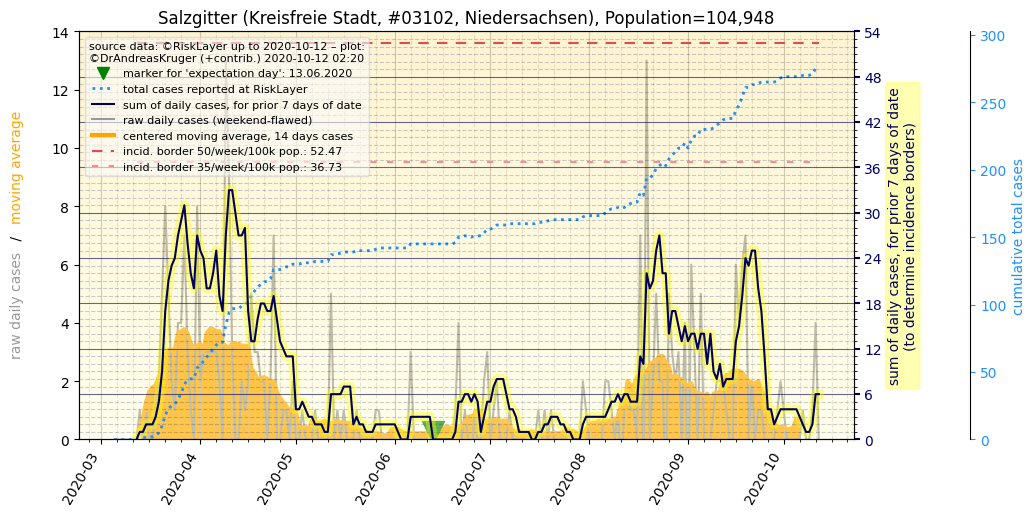 Salzgitter (Kreisfreie Stadt, #03102, Niedersachsen), Population=104,948
source data: ©RiskLayer up to 2020-10-12 – plot:
©DrAndreasKruger (+contrib.) 2020-10-12 02:20
marker for 'expectation day': 13.06.2020
total cases reported at RiskLayer
sum of daily cases, for prior 7 days of date
raw daily cases (weekend-flawed)
centered moving average, 14 days cases
incid. border 50/week/100k pop.: 52.47
incid. border 35/week/100k pop.: 36.73
raw daily cases / moving average
14
12
10
8
6
4
2
0
2020-03
2020-04
2020-05
2020-06
2020-07
2020-08
2020-09
2020-10
54
48
42
36
30
24
18
12
6
0
sum of daily cases, for prior 7 days of date
(to determine incidence borders)
300
250
200
150
100
50
0
cumulative total cases